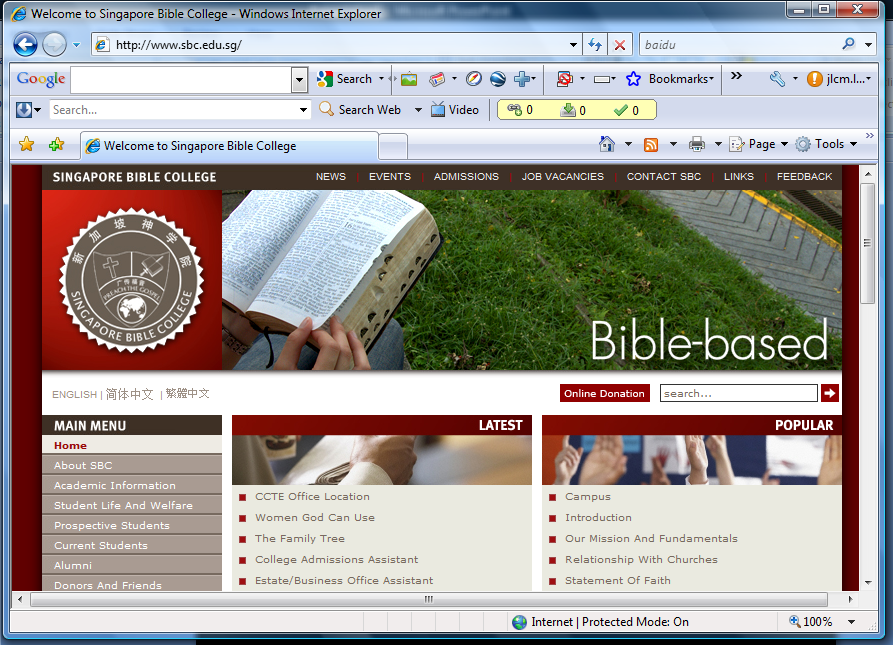 Welcome to Singapore Bible College - Windows Internet Explorer
http://www.sbc.edu.sg/
baidu
Google Search Bookmarks jlcm.l...
Search... Search Web Video 0 0 0
Welcome to Singapore Bible College Page Tools
SINGAPORE BIBLE COLLEGE NEWS EVENTS ADMISSIONS JOB VACANCIES CONTACT SBC LINKS FEEDBACK
新加坡神学院
广传福音
PREACH THE GOSPEL
SINGAPORE BIBLE COLLEGE
Bible-based
ENGLISH | 简体中文 | 繁體中文
Online Donation search...
MAIN MENU
Home
About SBC
Academic Information
Student Life And Welfare
Prospective Students
Current Students
Alumni
Donors And Friends
LATEST
CCTE Office Location
Women God Can Use
The Family Tree
College Admissions Assistant
Estate/Business Office Assistant
POPULAR
Campus
Introduction
Our Mission And Fundamentals
Relationship With Churches
Statement Of Faith
Internet | Protected Mode: On 100%